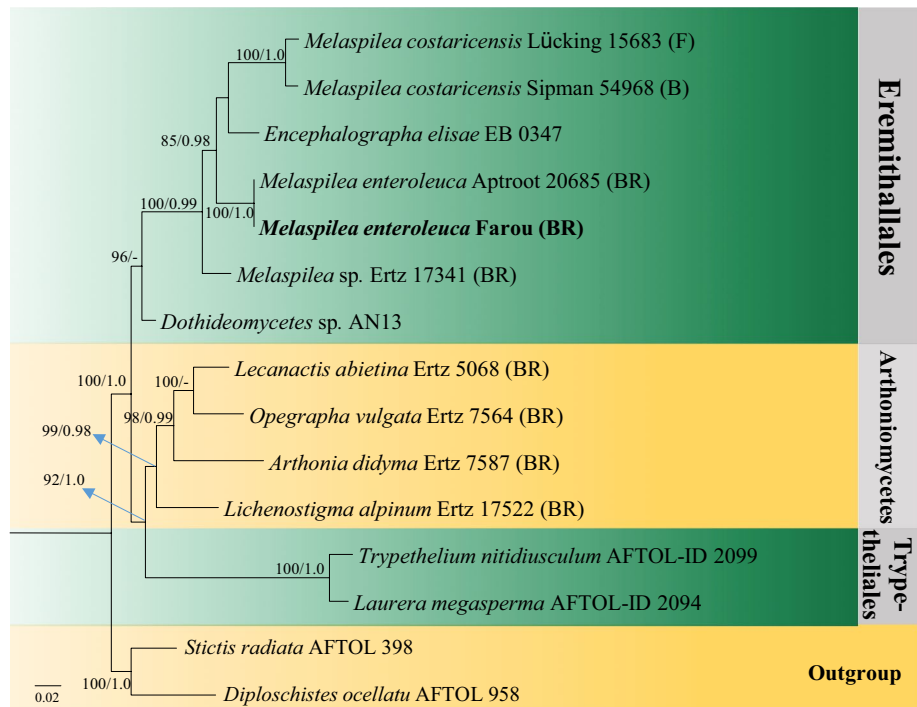 Melaspilea costaricensis Lücking 15683 (F)
100/1.0
Melaspilea costaricensis Sipman 54968 (B)
Encephalographa elisae EB 0347
85/0.98
Melaspilea enteroleuca Aptroot 20685 (BR)
100/0.99
100/1.0
Melaspilea enteroleuca Farou (BR)
96/-
Melaspilea sp. Ertz 17341 (BR)
Dothideomycetes sp. AN13
Eremithallales
Lecanactis abietina Ertz 5068 (BR)
100/-
100/1.0
98/0.99
Opegrapha vulgata Ertz 7564 (BR)
99/0.98
Arthonia didyma Ertz 7587 (BR)
92/1.0
Lichenostigma alpinum Ertz 17522 (BR)
Arthoniomycetes
Trypethelium nitidiusculum AFTOL-ID 2099
100/1.0
Laurera megasperma AFTOL-ID 2094
Trype-
theliales
Stictis radiata AFTOL 398
Outgroup
100/1.0
Diploschistes ocellatu AFTOL 958
0.02